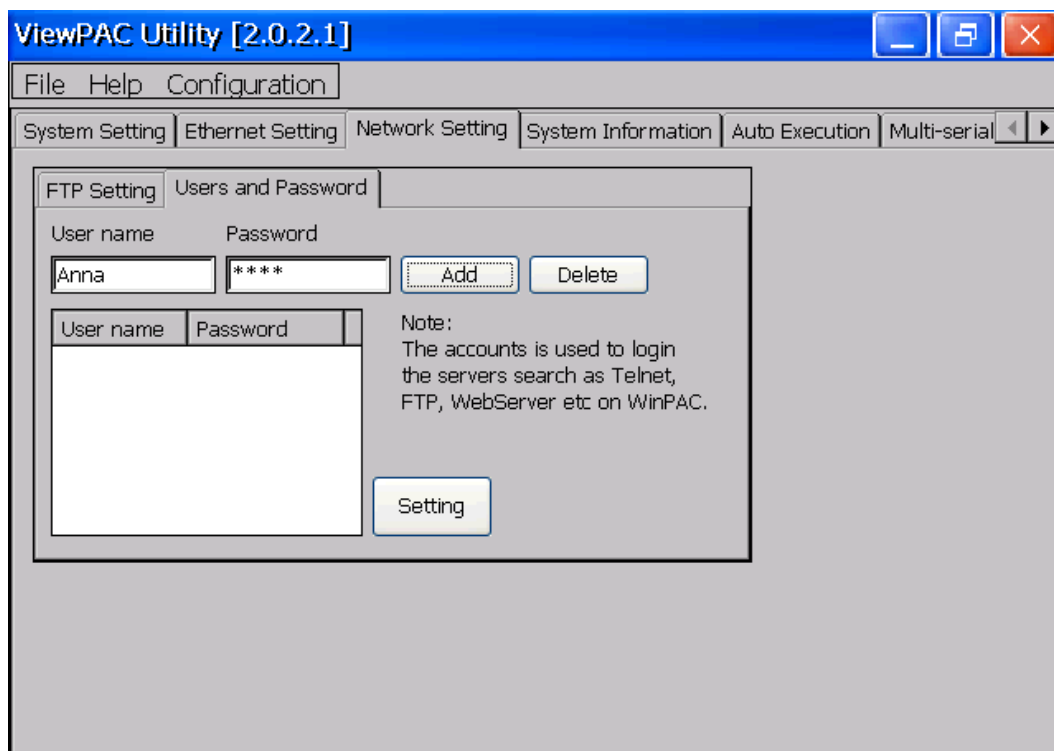 ViewPAC Utility [2.0.2.1]
File Help Configuration
System Setting Ethernet Setting Network Setting System Information Auto Execution Multi-serial
FTP Setting Users and Password
User name Password
Anna **** Add Delete
User name Password
Note:
The accounts is used to login
the servers search as Telnet,
FTP, WebServer etc on WinPAC.
Setting